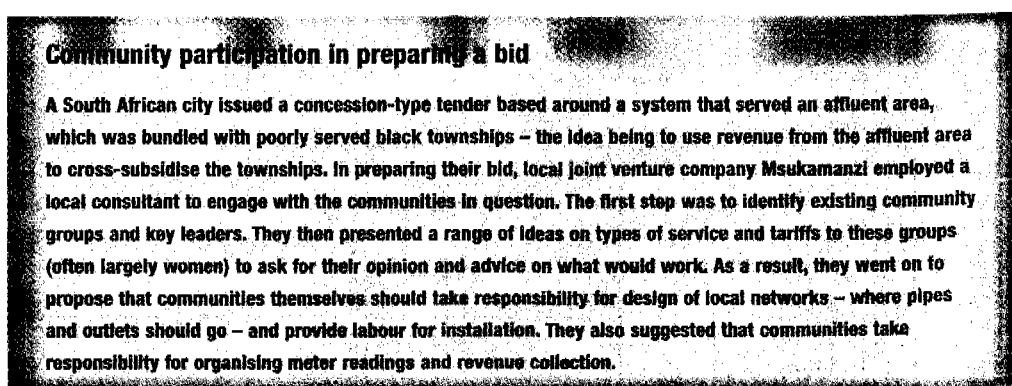 Community participation in preparing a bid
A South African city issued a concession-type tender based around a system that served an affluent area,
which was bundled with poorly served black townships – the idea being to use revenue from the affluent area
to cross-subsidise the townships. In preparing their bid, local joint venture company Msukamanzi employed a
local consultant to engage with the communities in question. The first step was to identify existing community
groups and key leaders. They then presented a range of ideas on types of service and tariffs to these groups
(often largely women) to ask for their opinion and advice on what would work. As a result, they went on to
propose that communities themselves should take responsibility for design of local networks – where pipes
and outlets should go – and provide labour for installation. They also suggested that communities take
responsibility for organising meter readings and revenue collection.